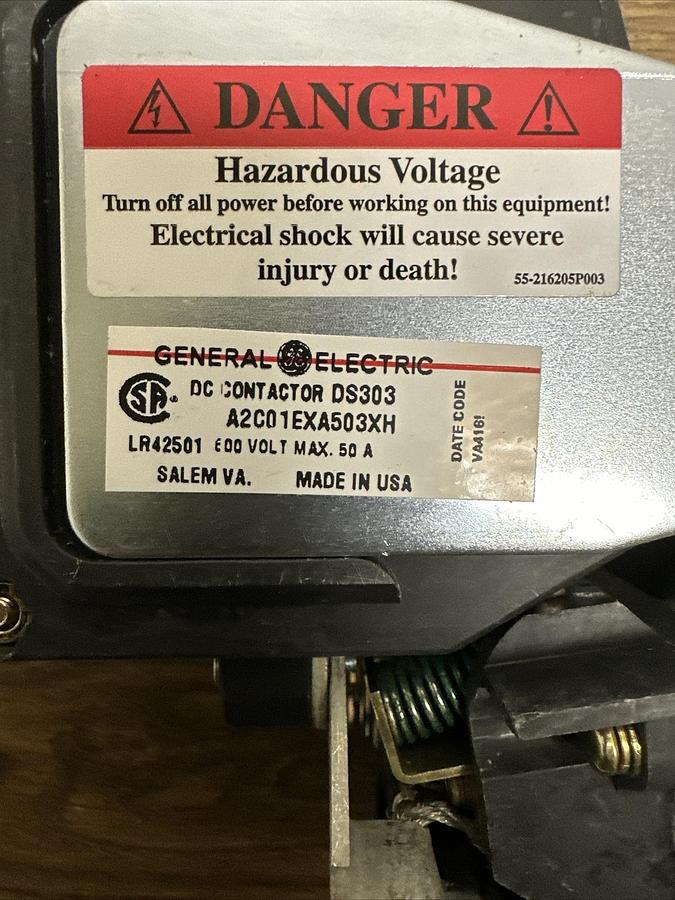 DANGER
Hazardous Voltage
Turn off all power before working on this equipment!
Electrical shock will cause severe
injury or death!
55-216205P003
GENERAL ELECTRIC
DC CONTACTOR DS303
A2C01EXA503XH
LR42501 600 VOLT MAX. 50 A
SALEM VA. MADE IN USA
DATE CODE